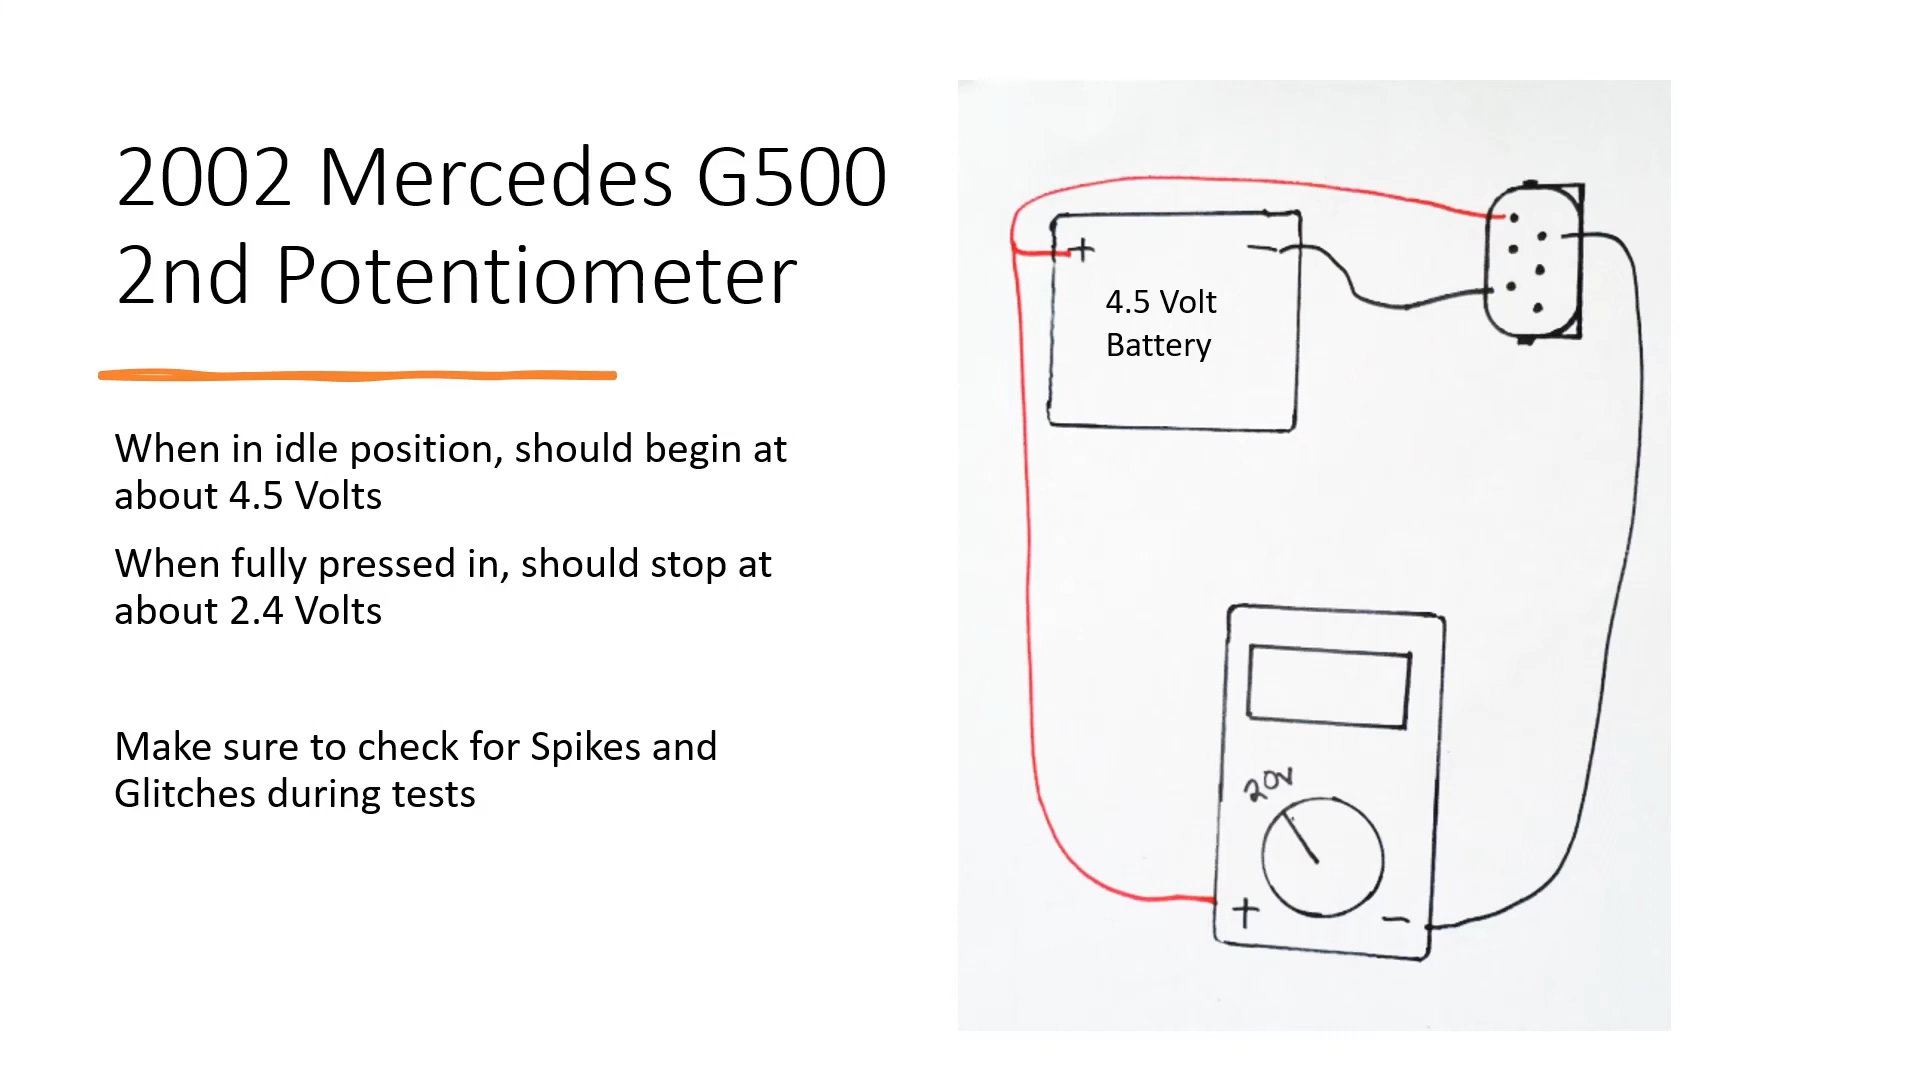 2002 Mercedes G500
2nd Potentiometer
When in idle position, should begin at
about 4.5 Volts
When fully pressed in, should stop at
about 2.4 Volts
Make sure to check for Spikes and
Glitches during tests
+ −
4.5 Volt
Battery
20V
+ −